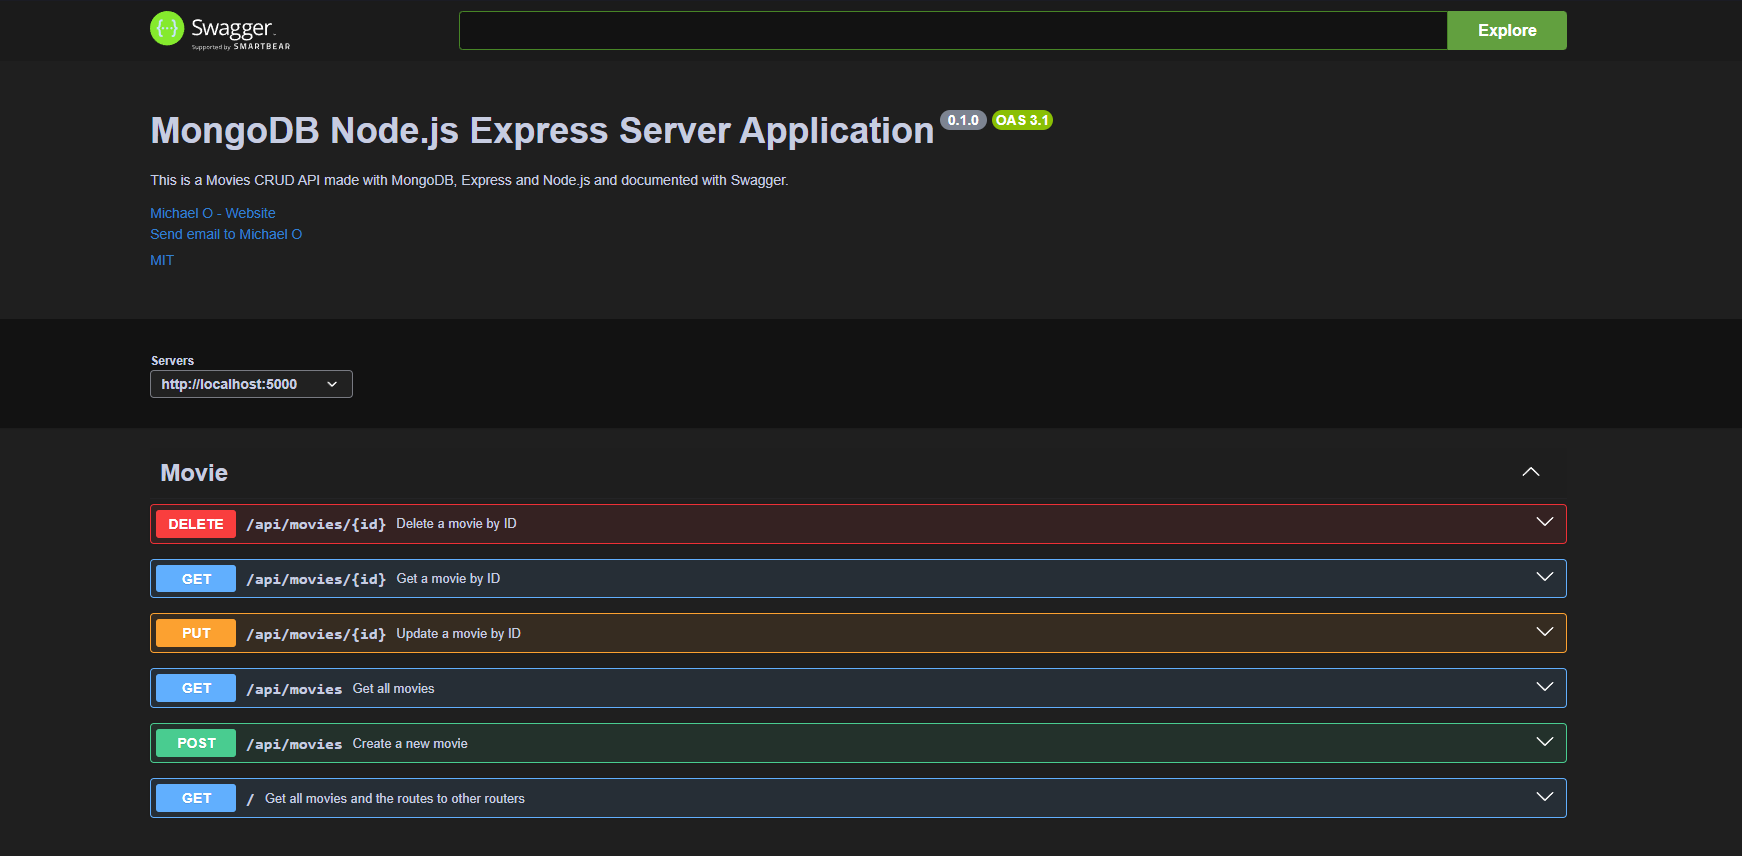 Swagger
Supported by SMARTBEAR
Explore
MongoDB Node.js Express Server Application 0.1.0 OAS 3.1
This is a Movies CRUD API made with MongoDB, Express and Node.js and documented with Swagger.
Michael O - Website
Send email to Michael O
MIT
Servers
http://localhost:5000
Movie
DELETE /api/movies/{id} Delete a movie by ID
GET /api/movies/{id} Get a movie by ID
PUT /api/movies/{id} Update a movie by ID
GET /api/movies Get all movies
POST /api/movies Create a new movie
GET / Get all movies and the routes to other routers